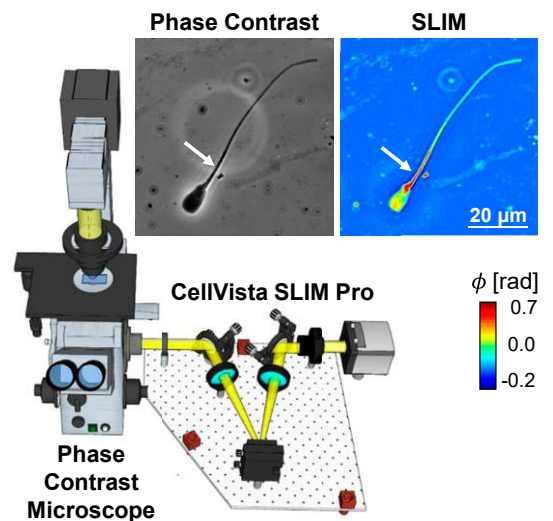 Phase Contrast
SLIM
20 µm
CellVista SLIM Pro
ϕ [rad]
0.7
0.0
-0.2
Phase
Contrast
Microscope